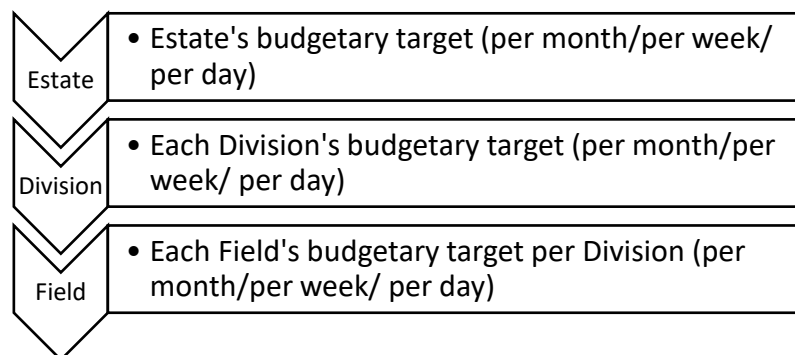 Estate
• Estate's budgetary target (per month/per week/
per day)
Division
• Each Division's budgetary target (per month/per
week/ per day)
Field
• Each Field's budgetary target per Division (per
month/per week/ per day)